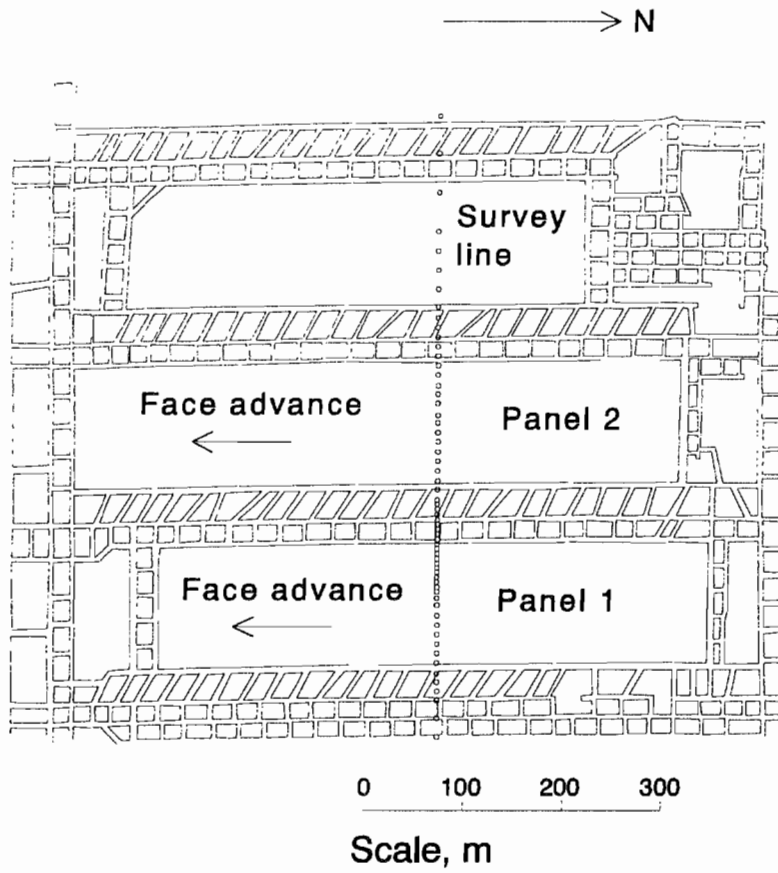 N
Survey
line
Face advance
Panel 2
Face advance
Panel 1
0 100 200 300
Scale, m